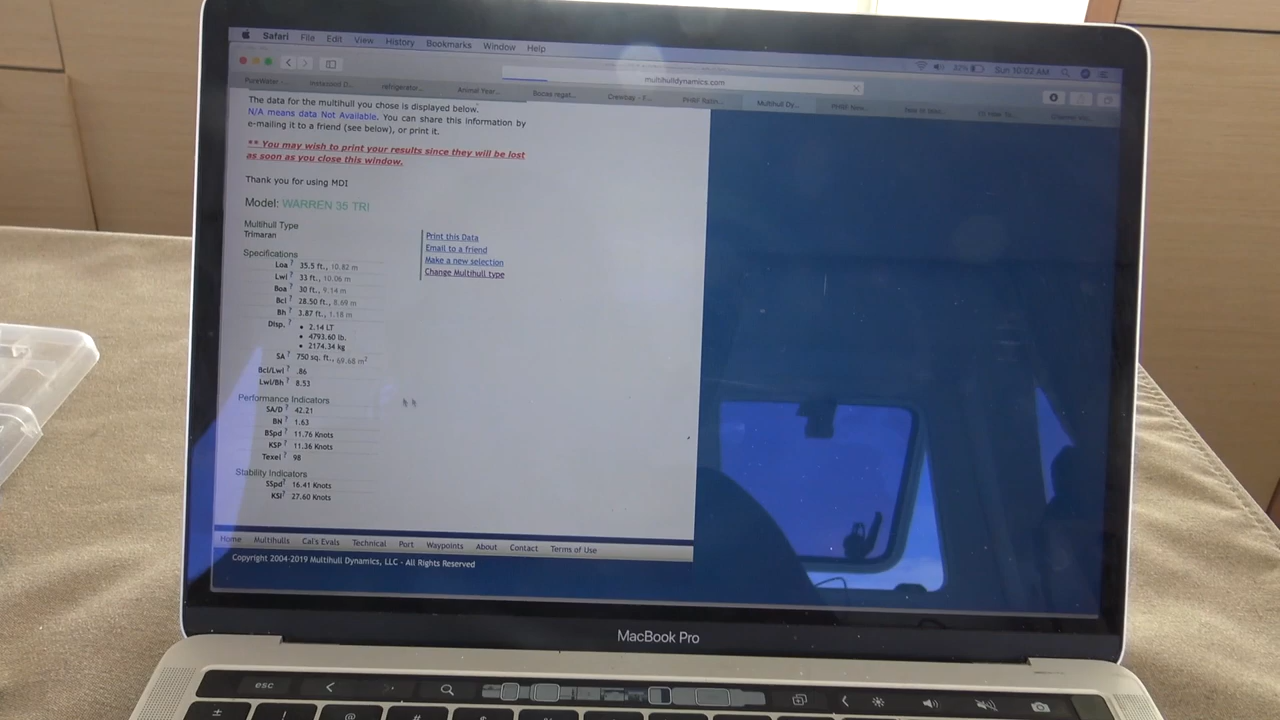 Safari File Edit View History Bookmarks Window Help
32% Sun 10:02 AM
multihulldynamics.com
The data for the multihull you chose is displayed below.
N/A means data Not Available. You can share this information by
e-mailing it to a friend (see below), or print it.
** You may wish to print your results since they will be lost
as soon as you close this window.
Thank you for using MDI
Model: WARREN 35 TRI
Multihull Type
Trimaran
Print this Data
Email to a friend
Make a new selection
Change Multihull type
Specifications
Loa ? 35.5 ft., 10.82 m
Lwl ? 33 ft., 10.06 m
Boa ? 30 ft., 9.14 m
Bcl ? 28.50 ft., 8.69 m
Bh ? 3.87 ft., 1.18 m
Disp. ?
• 2.14 LT
• 4793.60 lb.
• 2174.34 kg
SA ? 750 sq. ft., 69.68 m2
Bcl/Lwl ? .86
Lwl/Bh ? 8.53
Performance Indicators
SA/D ? 42.21
BN ? 1.63
BSpd ? 11.76 Knots
KSP ? 11.36 Knots
Texel ? 98
Stability Indicators
SSpd ? 16.41 Knots
KSI ? 27.60 Knots
Home Multihulls Cal's Evals Technical Port Waypoints About Contact Terms of Use
Copyright 2004-2019 Multihull Dynamics, LLC - All Rights Reserved
MacBook Pro
esc